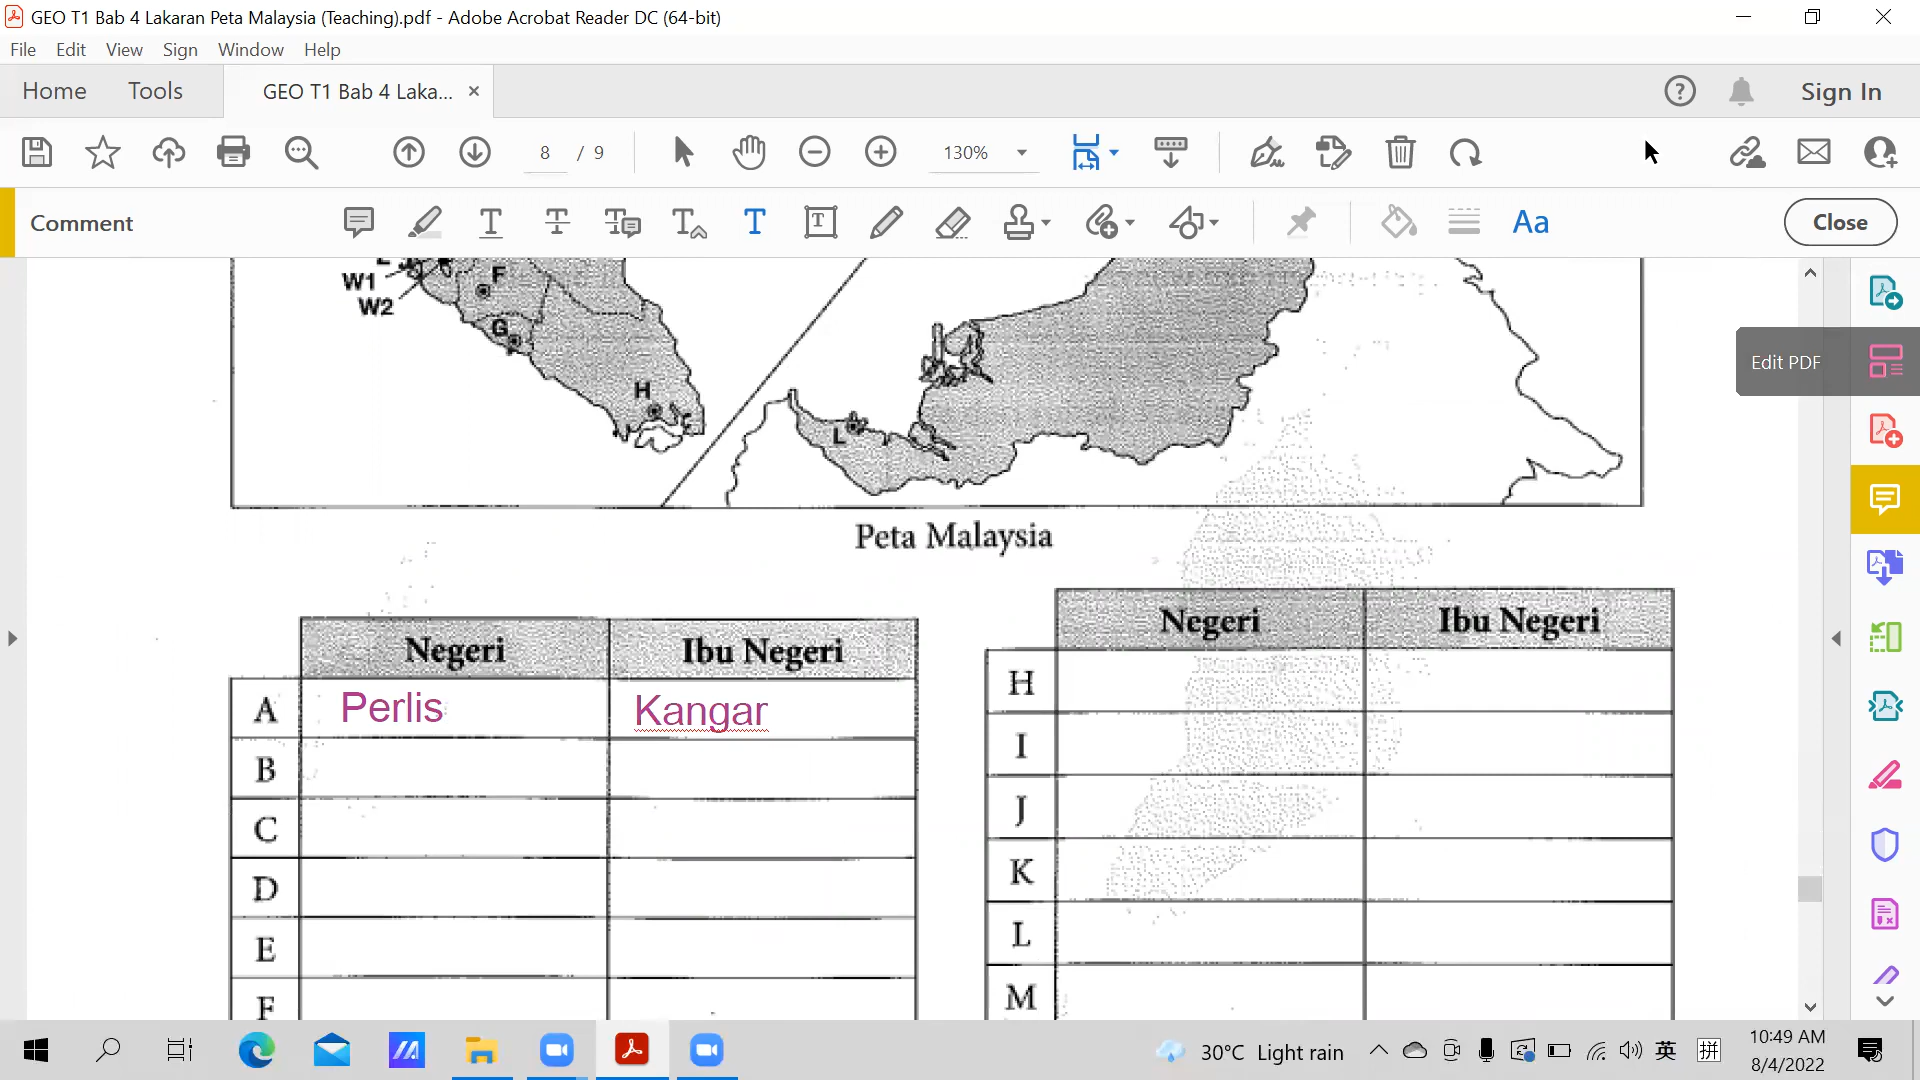 GEO T1 Bab 4 Lakaran Peta Malaysia (Teaching).pdf - Adobe Acrobat Reader DC (64-bit)
File Edit View Sign Window Help
Home Tools GEO T1 Bab 4 Laka... Sign In
8 / 9 130%
Comment Close
Edit PDF
W1
W2
F
G
H
L
Peta Malaysia
Negeri Ibu Negeri
A Perlis Kangar
B
C
D
E
F
Negeri Ibu Negeri
H
I
J
K
L
M
30°C Light rain 英 拼 10:49 AM
8/4/2022